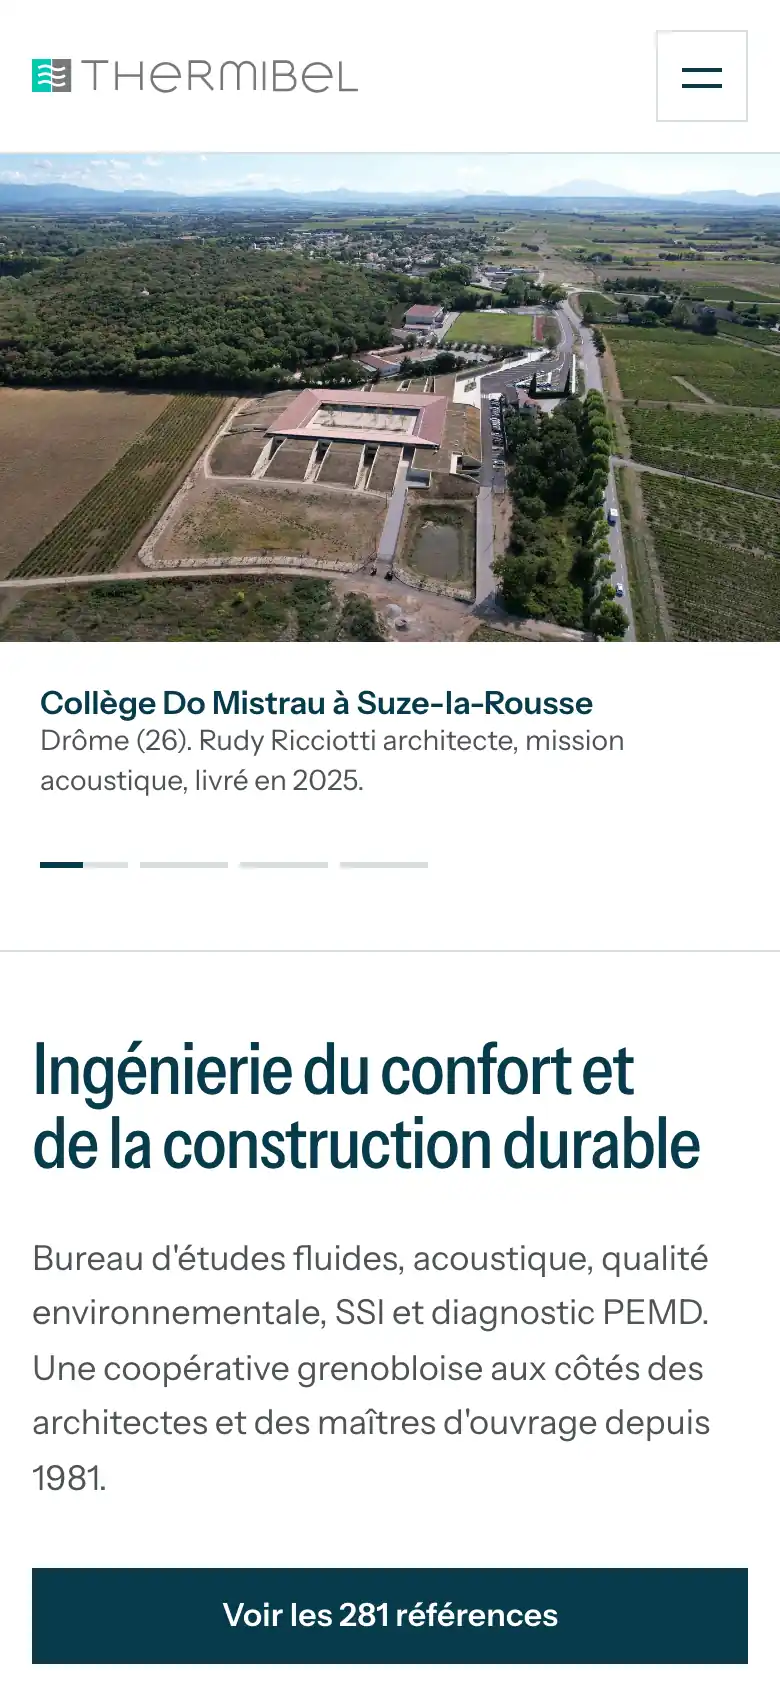 THERMIBEL
Collège Do Mistrau à Suze-la-Rousse
Drôme (26). Rudy Ricciotti architecte, mission
acoustique, livré en 2025.
Ingénierie du confort et
de la construction durable
Bureau d'études fluides, acoustique, qualité
environnementale, SSI et diagnostic PEMD.
Une coopérative grenobloise aux côtés des
architectes et des maîtres d'ouvrage depuis
1981.
Voir les 281 références